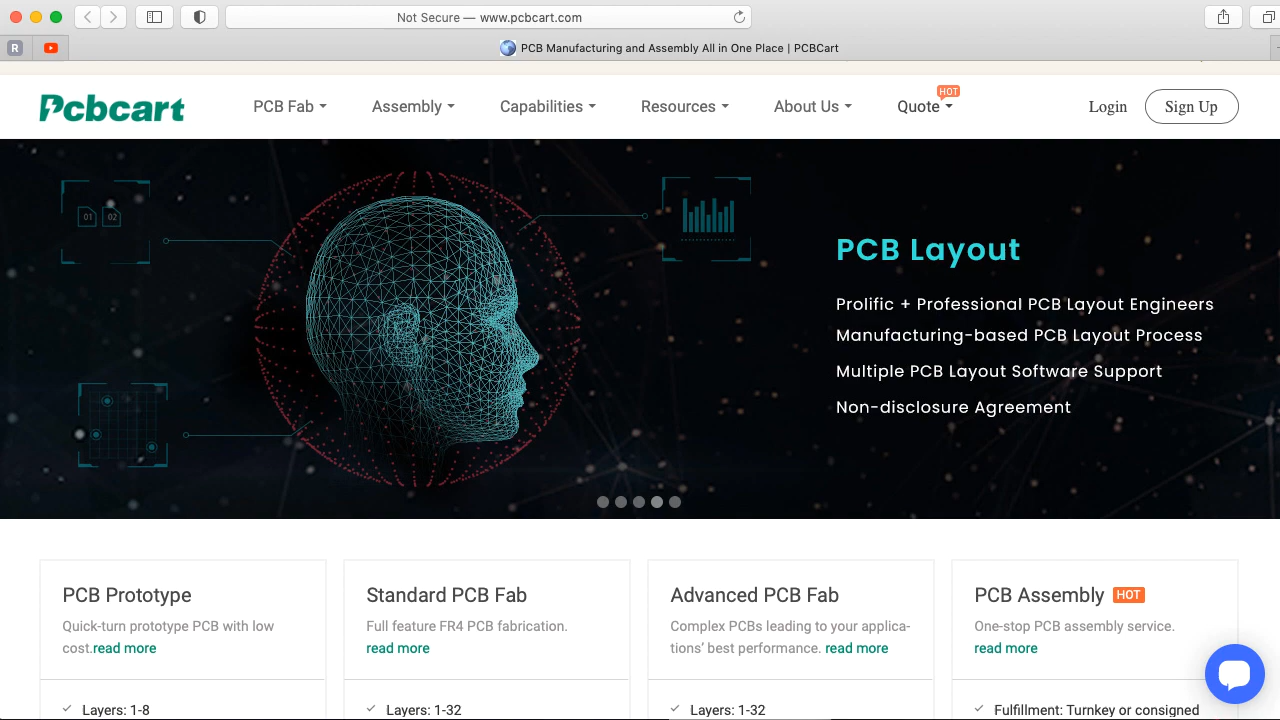 Not Secure — www.pcbcart.com
R
PCB Manufacturing and Assembly All in One Place | PCBCart
Pcbcart
PCB Fab
Assembly
Capabilities
Resources
About Us
Quote
HOT
Login
Sign Up
01
02
PCB Layout
Prolific + Professional PCB Layout Engineers
Manufacturing-based PCB Layout Process
Multiple PCB Layout Software Support
Non-disclosure Agreement
PCB Prototype
Quick-turn prototype PCB with low
cost.read more
Layers: 1-8
Standard PCB Fab
Full feature FR4 PCB fabrication.
read more
Layers: 1-32
Advanced PCB Fab
Complex PCBs leading to your applica-
tions’ best performance. read more
Layers: 1-32
PCB Assembly HOT
One-stop PCB assembly service.
read more
Fulfillment: Turnkey or consigned